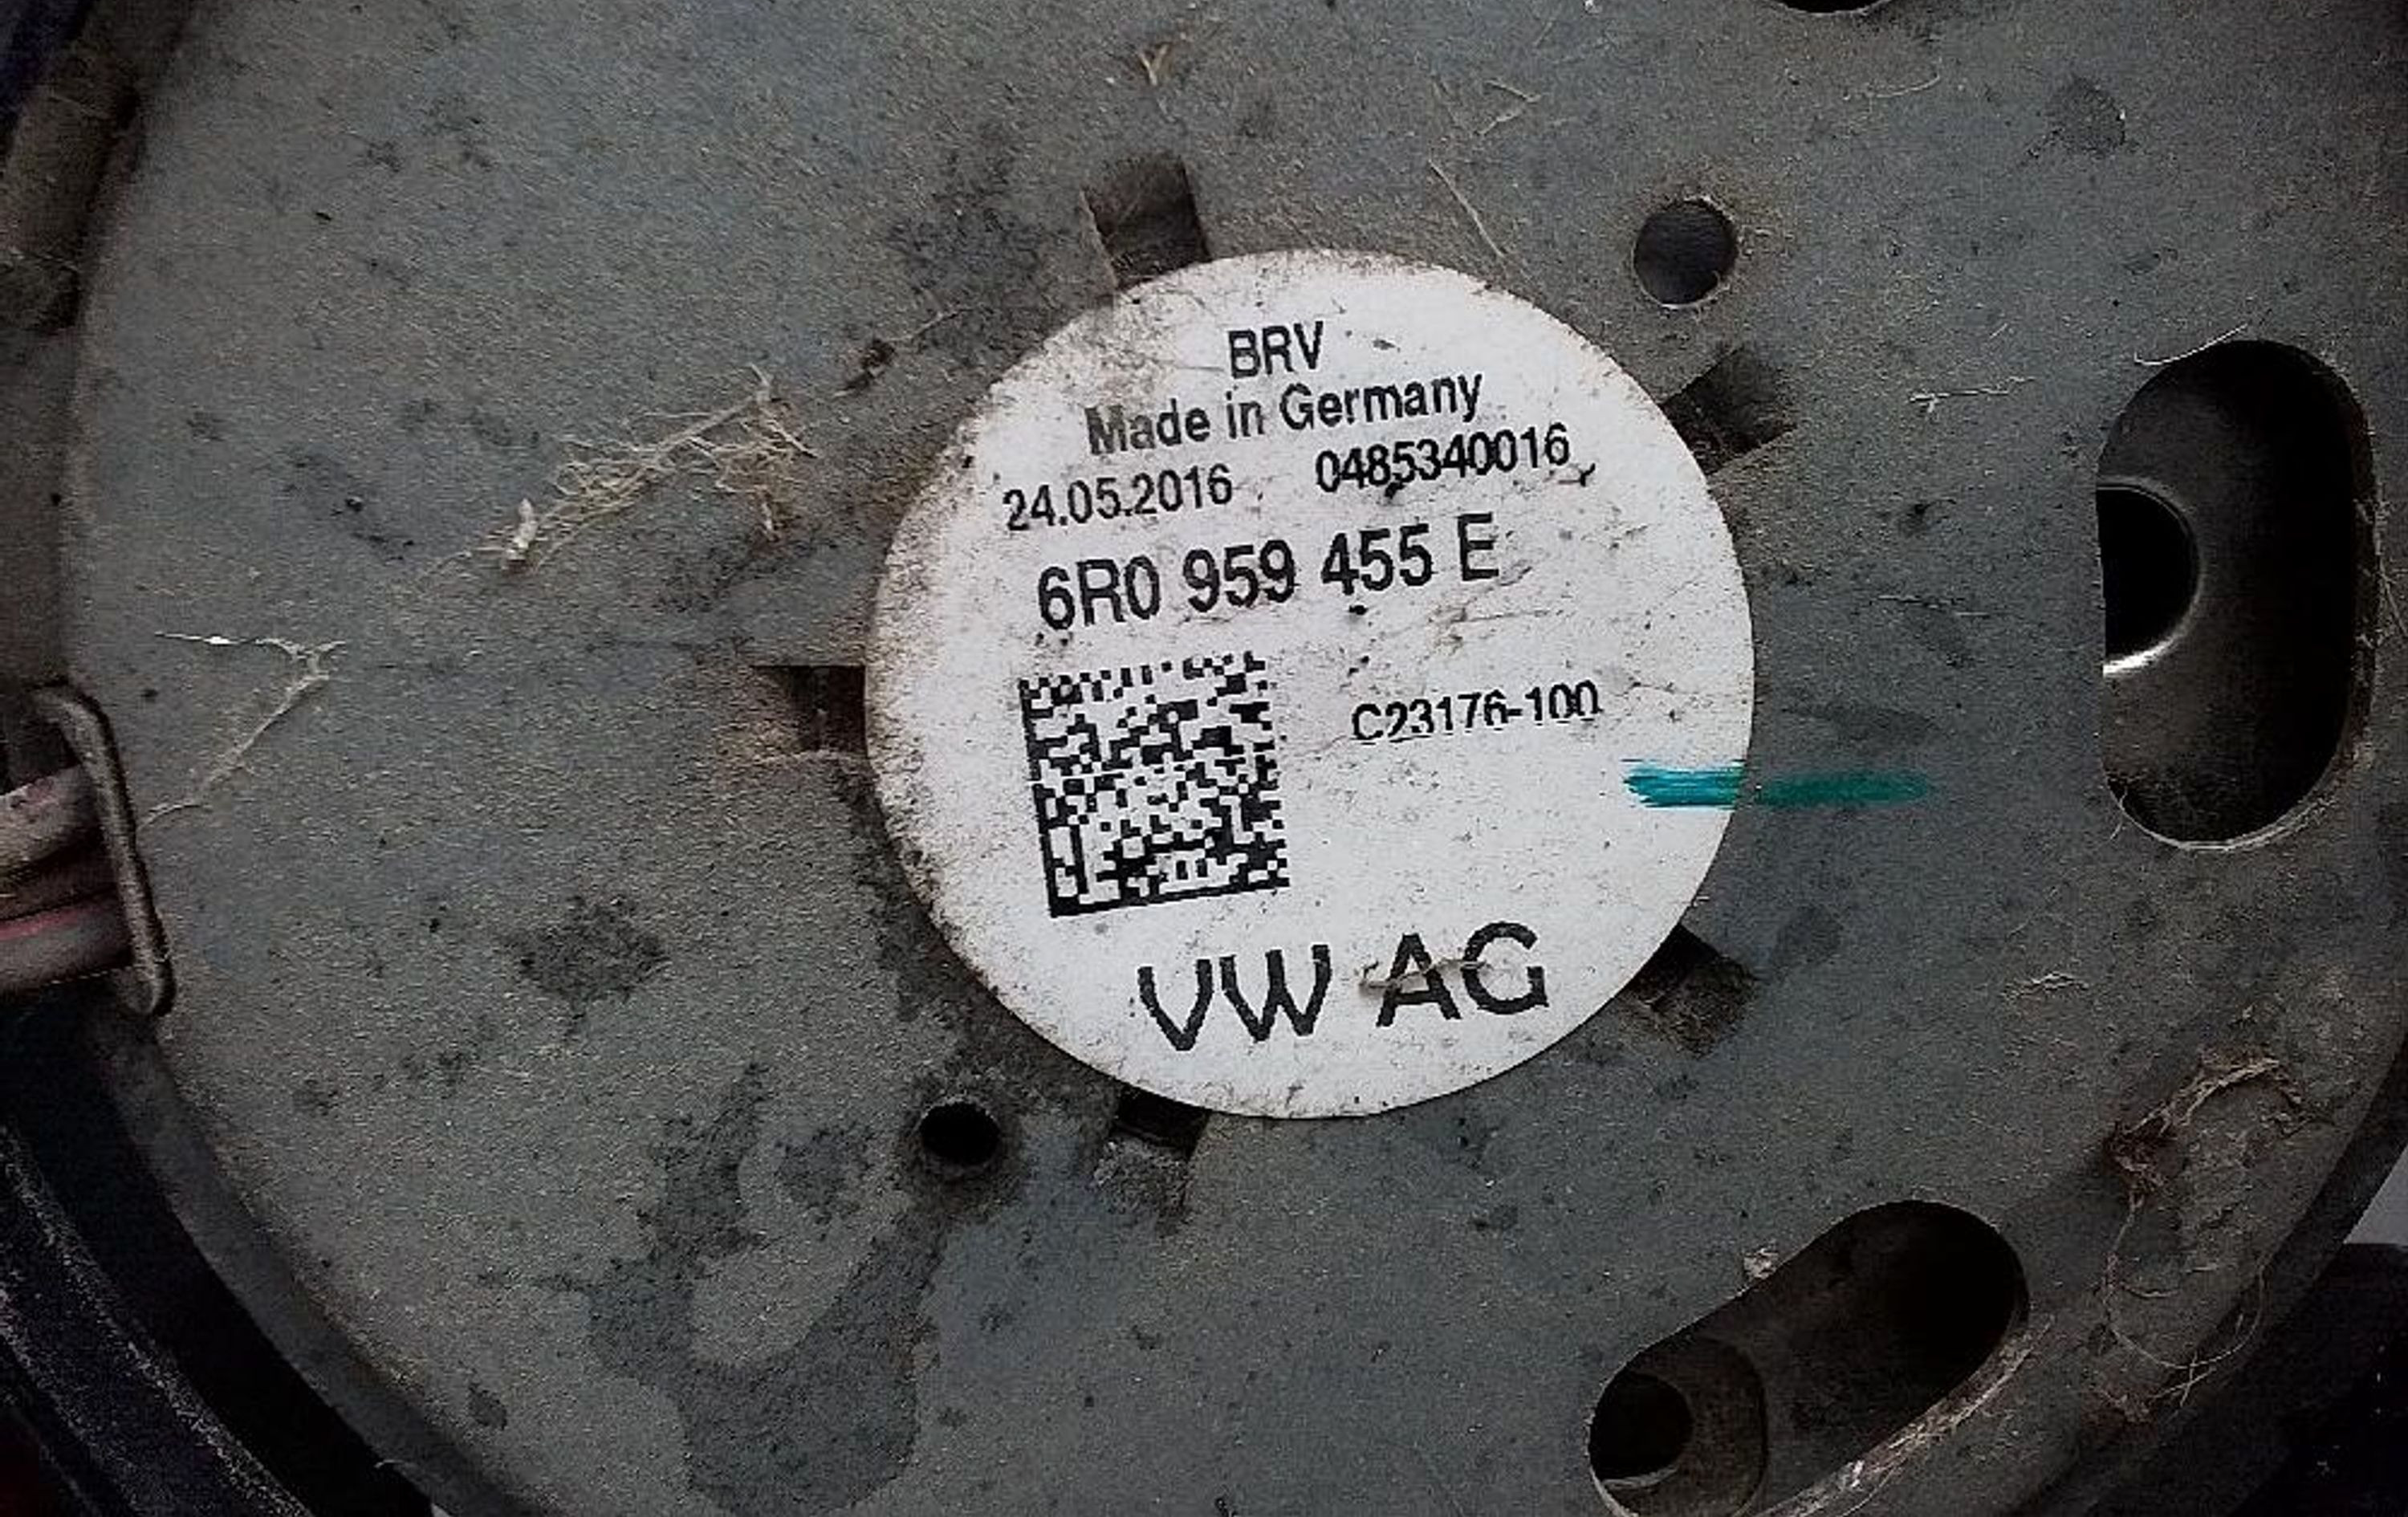 BRV
Made in Germany
24.05.2016 0485340016
6R0 959 455 E
C23176-100
VW AG